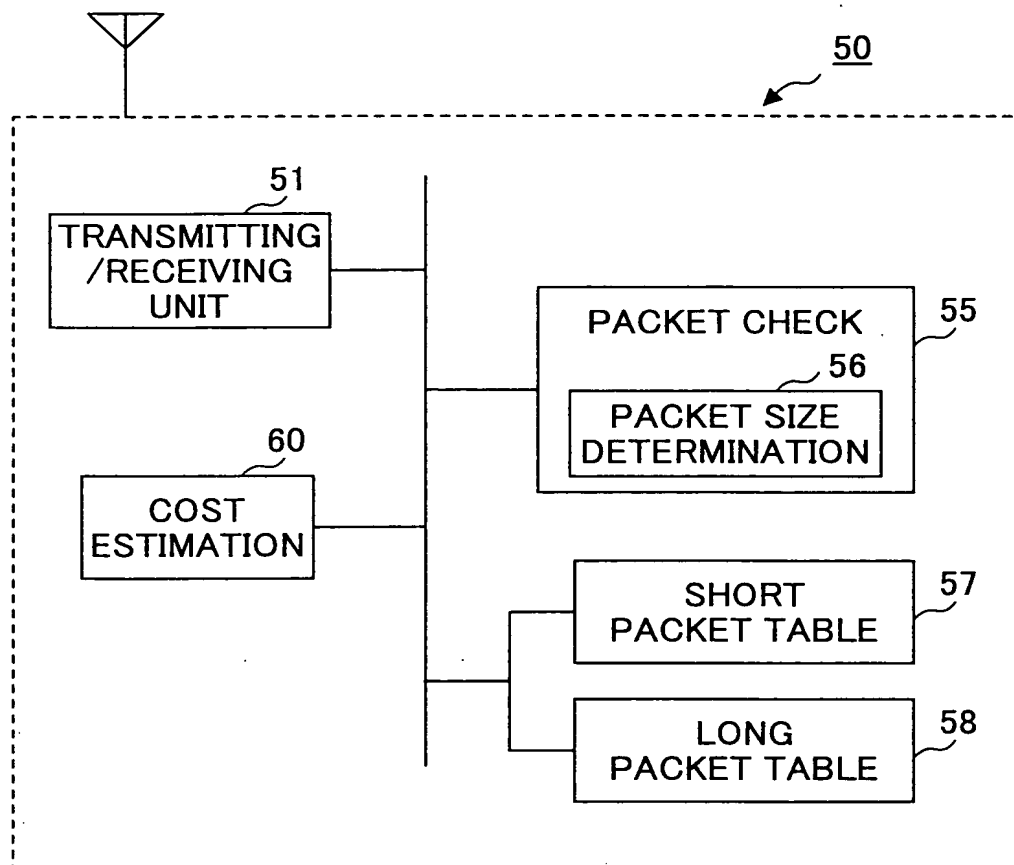 50
51
TRANSMITTING
/RECEIVING
UNIT
55
PACKET CHECK
56
PACKET SIZE
DETERMINATION
60
COST
ESTIMATION
57
SHORT
PACKET TABLE
58
LONG
PACKET TABLE